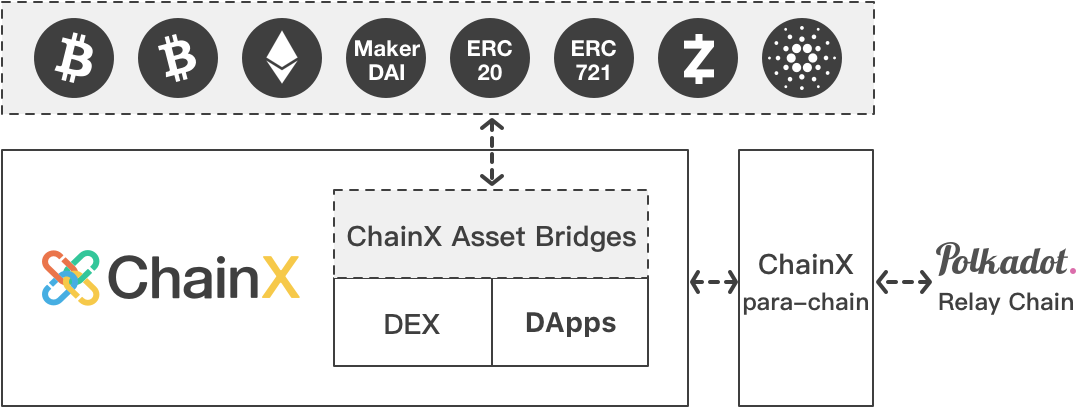 Maker
DAI
ERC
20
ERC
721
ChainX
ChainX Asset Bridges
DEX
DApps
ChainX
para-chain
Polkadot.
Relay Chain